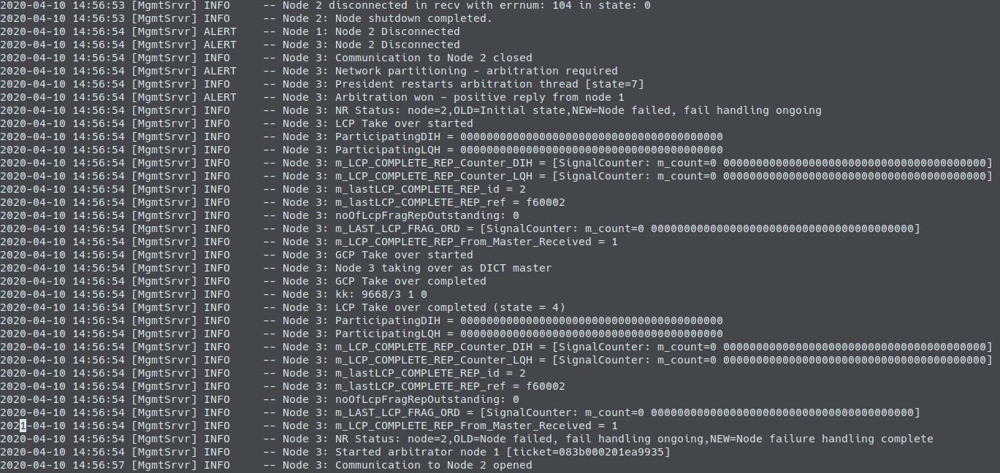 2020-04-10 14:56:53 [MgmtSrvr] INFO     -- Node 2 disconnected in recv with errnum: 104 in state: 0
2020-04-10 14:56:53 [MgmtSrvr] INFO     -- Node 2: Node shutdown completed.
2020-04-10 14:56:54 [MgmtSrvr] ALERT    -- Node 1: Node 2 Disconnected
2020-04-10 14:56:54 [MgmtSrvr] ALERT    -- Node 3: Node 2 Disconnected
2020-04-10 14:56:54 [MgmtSrvr] INFO     -- Node 3: Communication to Node 2 closed
2020-04-10 14:56:54 [MgmtSrvr] ALERT    -- Node 3: Network partitioning - arbitration required
2020-04-10 14:56:54 [MgmtSrvr] INFO     -- Node 3: President restarts arbitration thread [state=7]
2020-04-10 14:56:54 [MgmtSrvr] ALERT    -- Node 3: Arbitration won - positive reply from node 1
2020-04-10 14:56:54 [MgmtSrvr] INFO     -- Node 3: NR Status: node=2,OLD=Initial state,NEW=Node failed, fail handling ongoing
2020-04-10 14:56:54 [MgmtSrvr] INFO     -- Node 3: LCP Take over started
2020-04-10 14:56:54 [MgmtSrvr] INFO     -- Node 3: ParticipatingDIH = 0000000000000000000000000000000000000000
2020-04-10 14:56:54 [MgmtSrvr] INFO     -- Node 3: ParticipatingLQH = 0000000000000000000000000000000000000000
2020-04-10 14:56:54 [MgmtSrvr] INFO     -- Node 3: m_LCP_COMPLETE_REP_Counter_DIH = [SignalCounter: m_count=0 0000000000000000000000000000000000000000]
2020-04-10 14:56:54 [MgmtSrvr] INFO     -- Node 3: m_LCP_COMPLETE_REP_Counter_LQH = [SignalCounter: m_count=0 0000000000000000000000000000000000000000]
2020-04-10 14:56:54 [MgmtSrvr] INFO     -- Node 3: m_lastLCP_COMPLETE_REP_id = 2
2020-04-10 14:56:54 [MgmtSrvr] INFO     -- Node 3: m_lastLCP_COMPLETE_REP_ref = f60002
2020-04-10 14:56:54 [MgmtSrvr] INFO     -- Node 3: noOfLcpFragRepOutstanding: 0
2020-04-10 14:56:54 [MgmtSrvr] INFO     -- Node 3: m_LAST_LCP_FRAG_ORD = [SignalCounter: m_count=0 0000000000000000000000000000000000000000]
2020-04-10 14:56:54 [MgmtSrvr] INFO     -- Node 3: m_LCP_COMPLETE_REP_From_Master_Received = 1
2020-04-10 14:56:54 [MgmtSrvr] INFO     -- Node 3: GCP Take over started
2020-04-10 14:56:54 [MgmtSrvr] INFO     -- Node 3: Node 3 taking over as DICT master
2020-04-10 14:56:54 [MgmtSrvr] INFO     -- Node 3: GCP Take over completed
2020-04-10 14:56:54 [MgmtSrvr] INFO     -- Node 3: kk: 9668/3 1 0
2020-04-10 14:56:54 [MgmtSrvr] INFO     -- Node 3: LCP Take over completed (state = 4)
2020-04-10 14:56:54 [MgmtSrvr] INFO     -- Node 3: ParticipatingDIH = 0000000000000000000000000000000000000000
2020-04-10 14:56:54 [MgmtSrvr] INFO     -- Node 3: ParticipatingLQH = 0000000000000000000000000000000000000000
2020-04-10 14:56:54 [MgmtSrvr] INFO     -- Node 3: m_LCP_COMPLETE_REP_Counter_DIH = [SignalCounter: m_count=0 0000000000000000000000000000000000000000]
2020-04-10 14:56:54 [MgmtSrvr] INFO     -- Node 3: m_LCP_COMPLETE_REP_Counter_LQH = [SignalCounter: m_count=0 0000000000000000000000000000000000000000]
2020-04-10 14:56:54 [MgmtSrvr] INFO     -- Node 3: m_lastLCP_COMPLETE_REP_id = 2
2020-04-10 14:56:54 [MgmtSrvr] INFO     -- Node 3: m_lastLCP_COMPLETE_REP_ref = f60002
2020-04-10 14:56:54 [MgmtSrvr] INFO     -- Node 3: noOfLcpFragRepOutstanding: 0
2020-04-10 14:56:54 [MgmtSrvr] INFO     -- Node 3: m_LAST_LCP_FRAG_ORD = [SignalCounter: m_count=0 0000000000000000000000000000000000000000]
2021-04-10 14:56:54 [MgmtSrvr] INFO     -- Node 3: m_LCP_COMPLETE_REP_From_Master_Received = 1
2020-04-10 14:56:54 [MgmtSrvr] INFO     -- Node 3: NR Status: node=2,OLD=Node failed, fail handling ongoing,NEW=Node failure handling complete
2020-04-10 14:56:54 [MgmtSrvr] INFO     -- Node 3: Started arbitrator node 1 [ticket=083b000201ea9935]
2020-04-10 14:56:57 [MgmtSrvr] INFO     -- Node 3: Communication to Node 2 opened